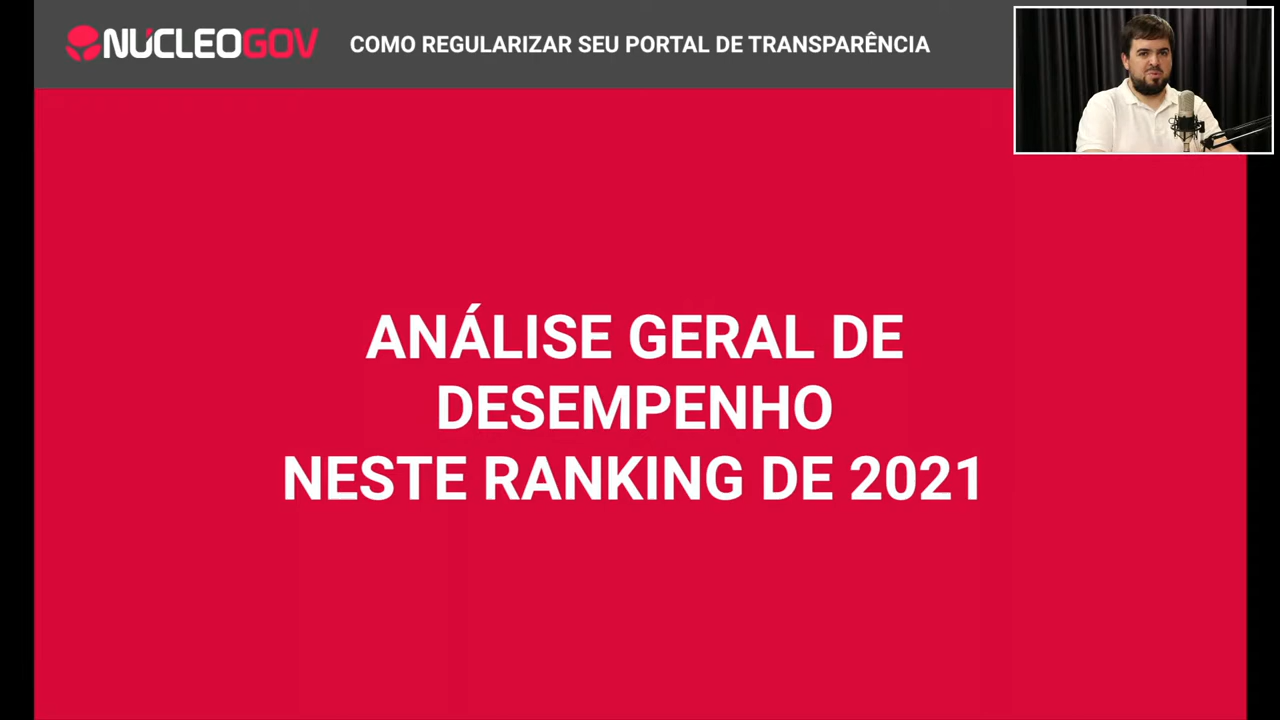 NÚCLEOGOV
COMO REGULARIZAR SEU PORTAL DE TRANSPARÊNCIA
ANÁLISE GERAL DE
DESEMPENHO
NESTE RANKING DE 2021